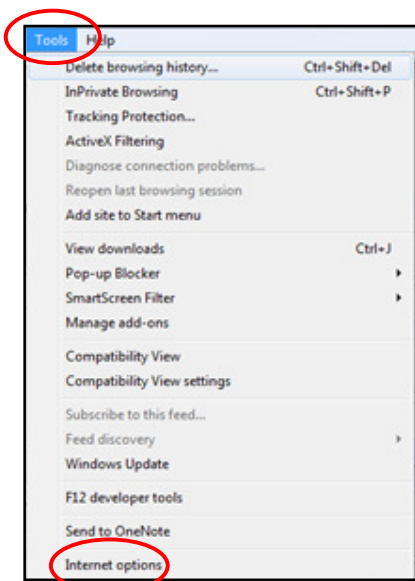 Tools Help
Delete browsing history... Ctrl+Shift+Del
InPrivate Browsing Ctrl+Shift+P
Tracking Protection...
ActiveX Filtering
Diagnose connection problems...
Reopen last browsing session
Add site to Start menu
View downloads Ctrl+J
Pop-up Blocker
SmartScreen Filter
Manage add-ons
Compatibility View
Compatibility View settings
Subscribe to this feed...
Feed discovery
Windows Update
F12 developer tools
Send to OneNote
Internet options